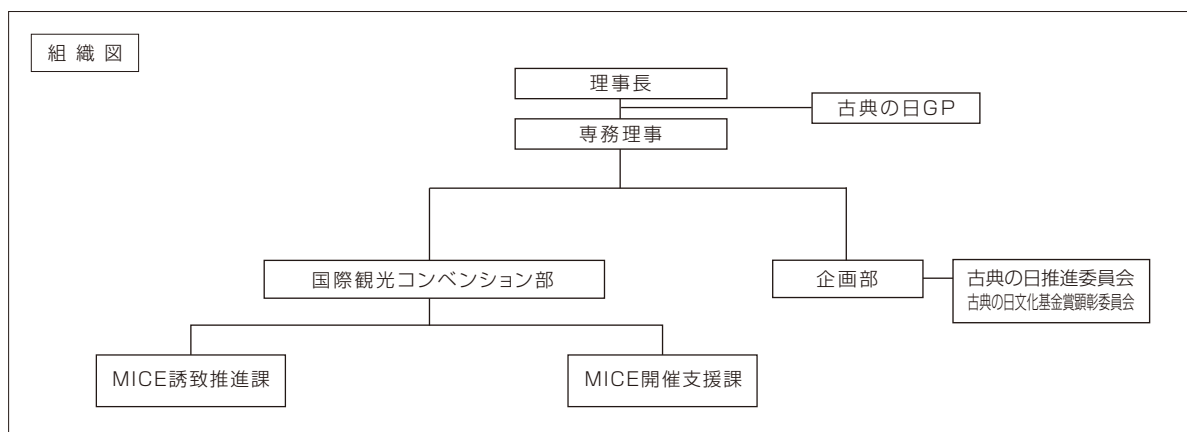 組織図
理事長
古典の日GP
専務理事
国際観光コンベンション部
企画部
古典の日推進委員会
古典の日文化基金賞顕彰委員会
MICE誘致推進課
MICE開催支援課